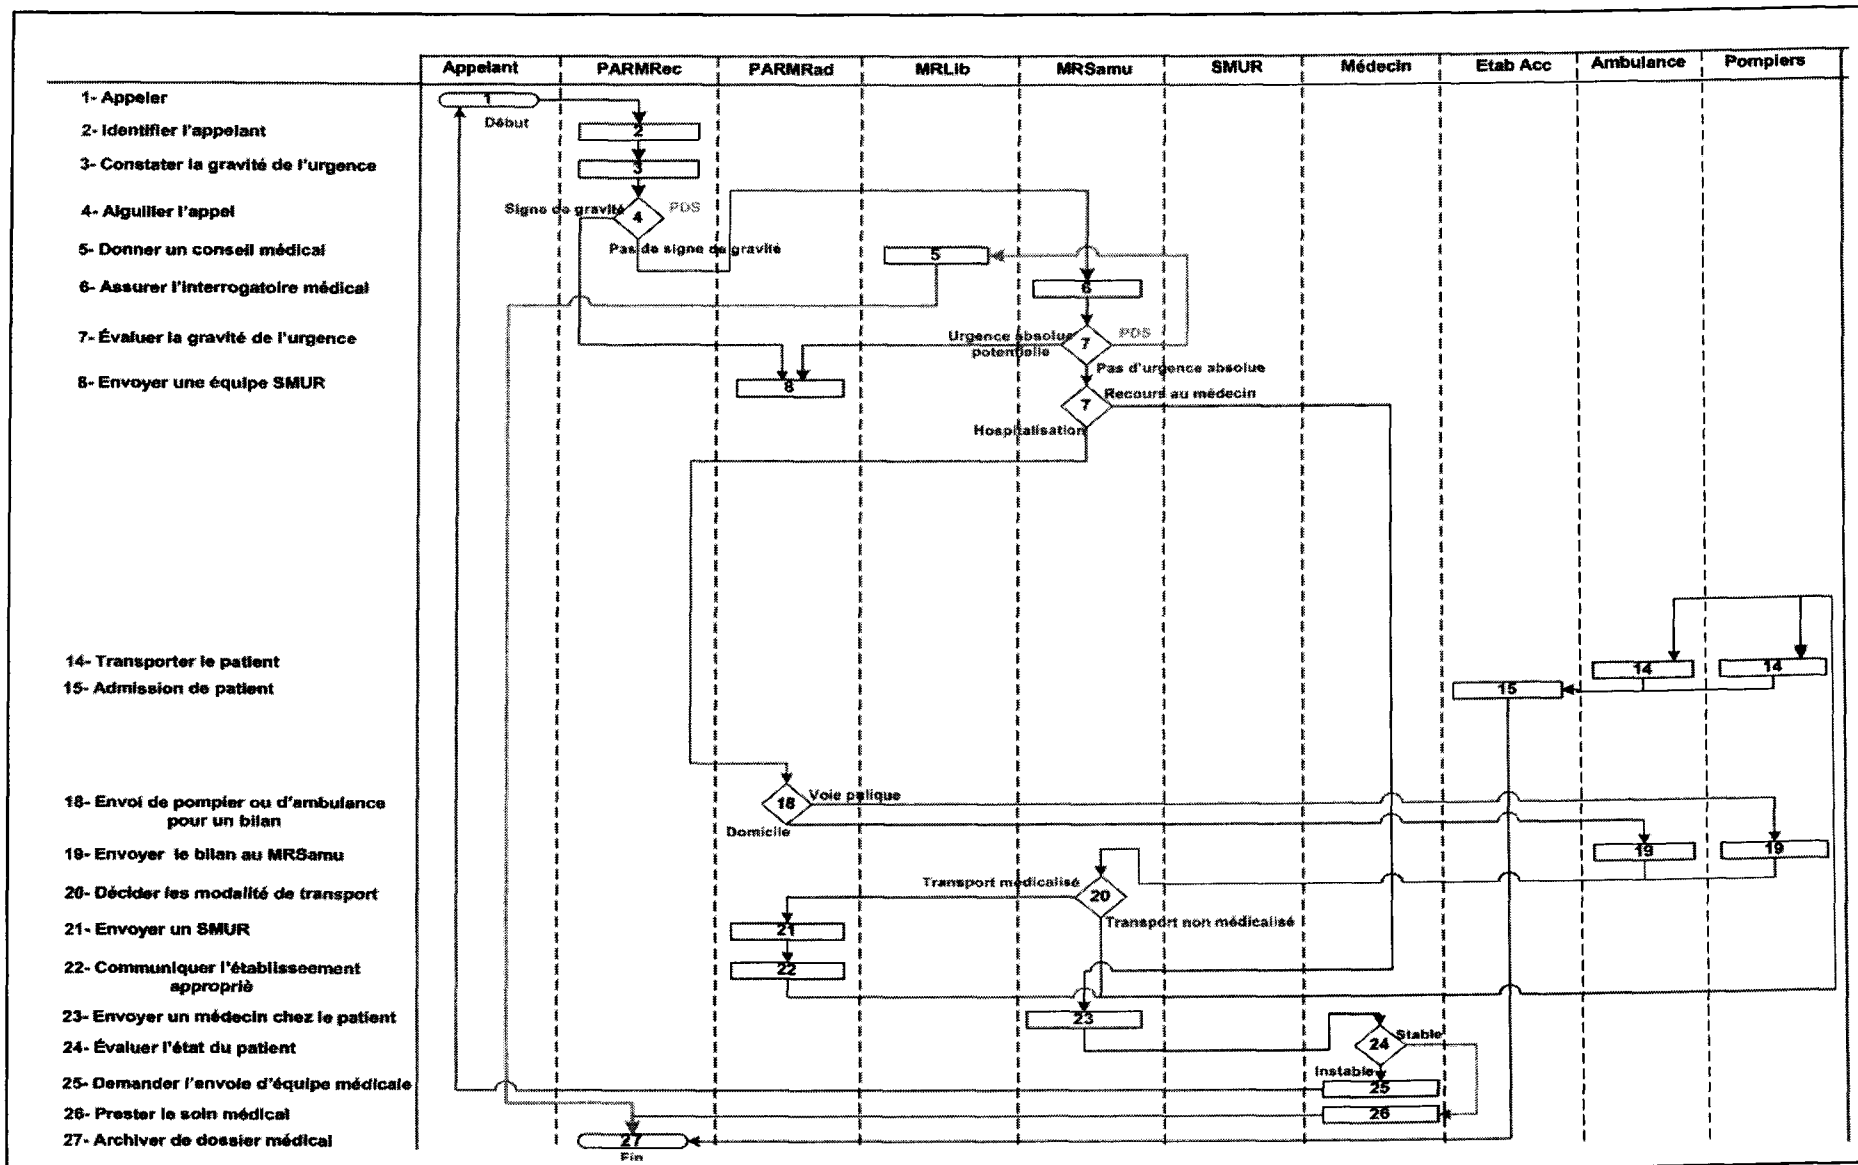 Appelant PARMRec PARMRad MRLib MRSamu SMUR Médecin Etab Acc Ambulance Pompiers
1- Appeler
1
Début
2- Identifier l'appelant
2
3- Constater la gravité de l'urgence
3
4- Aiguiller l'appel
Signe de gravité
4
PDS
Pas de signe de gravité
5- Donner un conseil médical
5
6- Assurer l'interrogatoire médical
6
7- Évaluer la gravité de l'urgence
Urgence absolue
potentielle
7
PDS
Pas d'urgence absolue
8- Envoyer une équipe SMUR
8
7
Recours au médecin
Hospitalisation
14- Transporter le patient
14
14
15- Admission de patient
15
18- Envoi de pompier ou d'ambulance
pour un bilan
18
Voie pulique
Domicile
19- Envoyer le bilan au MRSamu
19
19
20- Décider les modalité de transport
Transport médicalisé
20
Transport non médicalisé
21- Envoyer un SMUR
21
22- Communiquer l'établisseement
appropriè
22
23- Envoyer un médecin chez le patient
23
24- Évaluer l'état du patient
24
Stable
Instable
25- Demander l'envoie d'équipe médicale
25
26- Prester le soin médical
26
27- Archiver de dossier médical
27
Fin